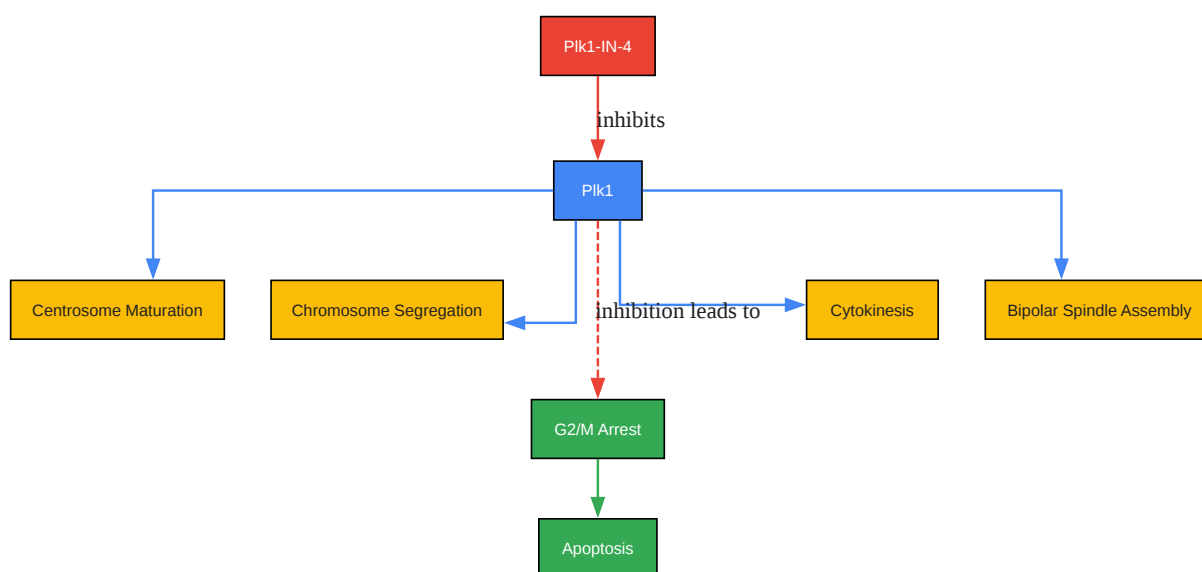 Plk1-IN-4
inhibits
Plk1
Centrosome Maturation
Chromosome Segregation
inhibition leads to
Cytokinesis
Bipolar Spindle Assembly
G2/M Arrest
Apoptosis